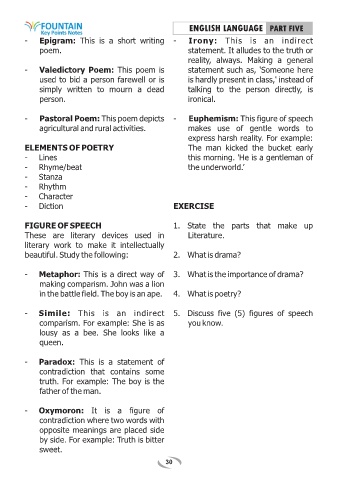 FOUNTAIN
Key Points Notes
ENGLISH LANGUAGE PART FIVE
- Epigram: This is a short writing
poem.
- Valedictory Poem: This poem is
used to bid a person farewell or is
simply written to mourn a dead
person.
- Pastoral Poem: This poem depicts
agricultural and rural activities.
ELEMENTS OF POETRY
- Lines
- Rhyme/beat
- Stanza
- Rhythm
- Character
- Diction
FIGURE OF SPEECH
These are literary devices used in
literary work to make it intellectually
beautiful. Study the following:
- Metaphor: This is a direct way of
making comparism. John was a lion
in the battle field. The boy is an ape.
- Simile: This is an indirect
comparism. For example: She is as
lousy as a bee. She looks like a
queen.
- Paradox: This is a statement of
contradiction that contains some
truth. For example: The boy is the
father of the man.
- Oxymoron: It is a figure of
contradiction where two words with
opposite meanings are placed side
by side. For example: Truth is bitter
sweet.
- Irony: This is an indirect
statement. It alludes to the truth or
reality, always. Making a general
statement such as, 'Someone here
is hardly present in class,' instead of
talking to the person directly, is
ironical.
- Euphemism: This figure of speech
makes use of gentle words to
express harsh reality. For example:
The man kicked the bucket early
this morning. 'He is a gentleman of
the underworld.'
EXERCISE
1. State the parts that make up
Literature.
2. What is drama?
3. What is the importance of drama?
4. What is poetry?
5. Discuss five (5) figures of speech
you know.
30